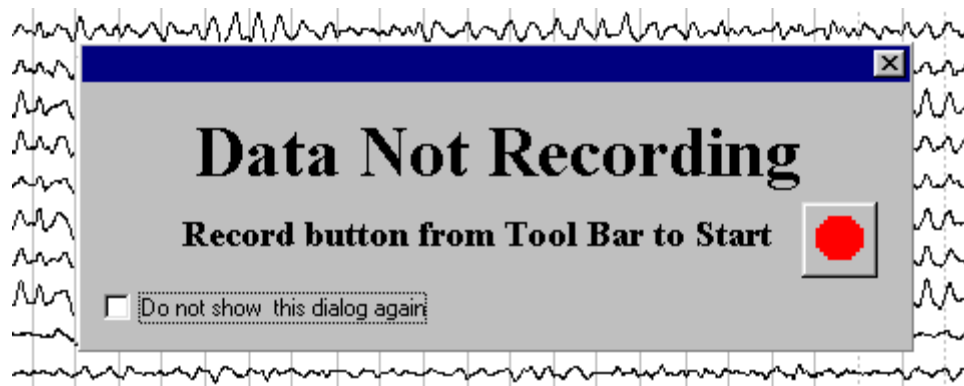 Data Not Recording
Record button from Tool Bar to Start
Do not show  this dialog again